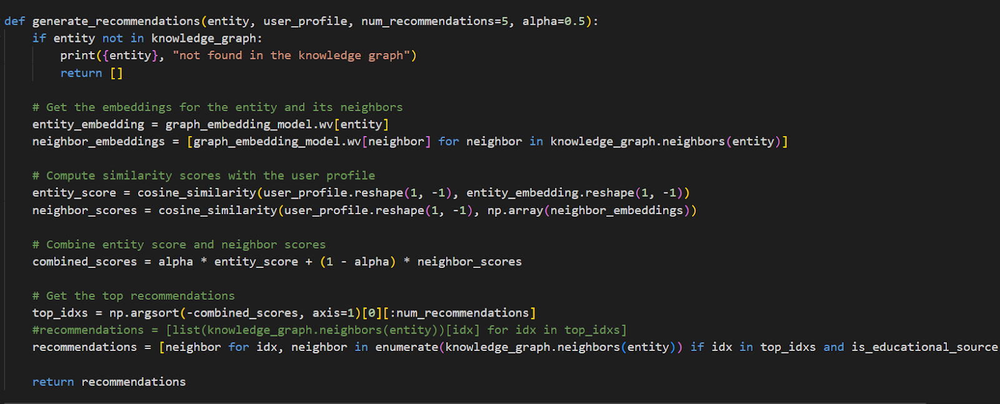 def generate_recommendations(entity, user_profile, num_recommendations=5, alpha=0.5):
    if entity not in knowledge_graph:
        print({entity}, "not found in the knowledge graph")
        return []

    # Get the embeddings for the entity and its neighbors
    entity_embedding = graph_embedding_model.wv[entity]
    neighbor_embeddings = [graph_embedding_model.wv[neighbor] for neighbor in knowledge_graph.neighbors(entity)]

    # Compute similarity scores with the user profile
    entity_score = cosine_similarity(user_profile.reshape(1, -1), entity_embedding.reshape(1, -1))
    neighbor_scores = cosine_similarity(user_profile.reshape(1, -1), np.array(neighbor_embeddings))

    # Combine entity score and neighbor scores
    combined_scores = alpha * entity_score + (1 - alpha) * neighbor_scores

    # Get the top recommendations
    top_idxs = np.argsort(-combined_scores, axis=1)[0][:num_recommendations]
    #recommendations = [list(knowledge_graph.neighbors(entity))[idx] for idx in top_idxs]
    recommendations = [neighbor for idx, neighbor in enumerate(knowledge_graph.neighbors(entity)) if idx in top_idxs and is_educational_source

    return recommendations